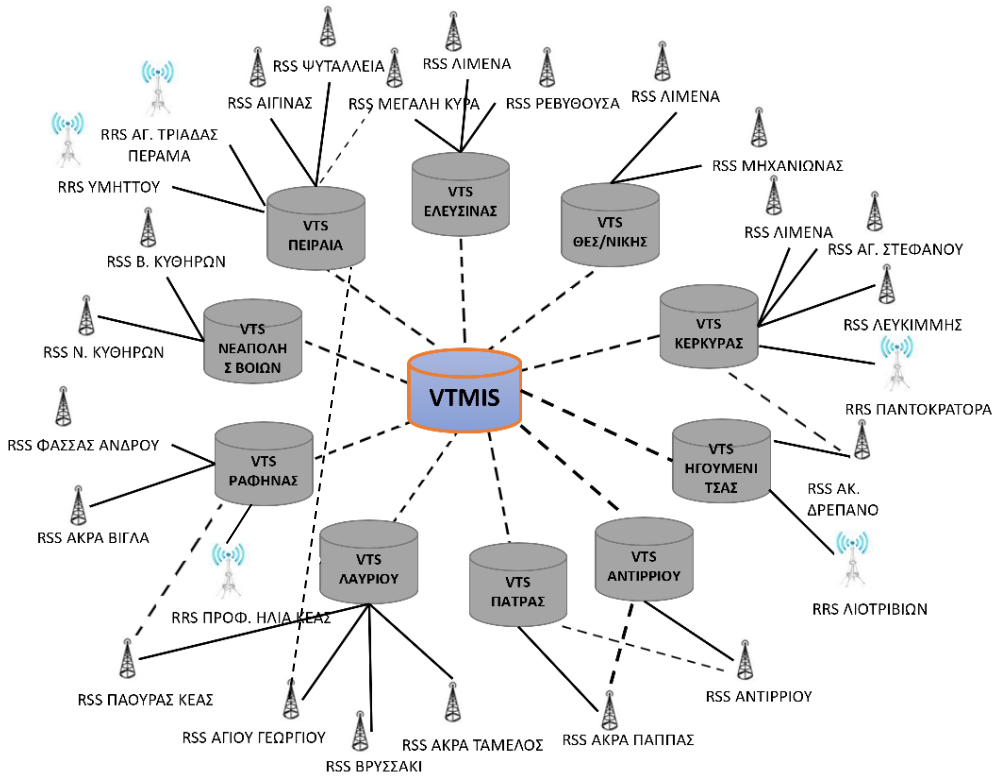 RSS ΨΥΤΑΛΛΕΙΑ
RSS ΛΙΜΕΝΑ
RSS ΑΙΓΙΝΑΣ
RSS ΜΕΓΑΛΗ ΚΥΡΑ
RSS ΡΕΒΥΘΟΥΣΑ
RSS ΛΙΜΕΝΑ
RRS ΑΓ. ΤΡΙΑΔΑΣ
ΠΕΡΑΜΑ
RSS ΜΗΧΑΝΙΩΝΑΣ
RRS ΥΜΗΤΤΟΥ
VTS
ΠΕΙΡΑΙΑ
VTS
ΕΛΕΥΣΙΝΑΣ
VTS
ΘΕΣ/ΝΙΚΗΣ
RSS ΛΙΜΕΝΑ
RSS ΑΓ. ΣΤΕΦΑΝΟΥ
RSS Β. ΚΥΘΗΡΩΝ
RSS Ν. ΚΥΘΗΡΩΝ
VTS
ΝΕΑΠΟΛΗ
Σ ΒΟΙΩΝ
VTS
ΚΕΡΚΥΡΑΣ
RSS ΛΕΥΚΙΜΜΗΣ
VTMIS
RRS ΠΑΝΤΟΚΡΑΤΟΡΑ
RSS ΦΑΣΣΑΣ ΑΝΔΡΟΥ
VTS
ΡΑΦΗΝΑΣ
VTS
ΗΓΟΥΜΕΝΙ
ΤΣΑΣ
RSS ΑΚ.
ΔΡΕΠΑΝΟ
RSS ΑΚΡΑ ΒΙΓΛΑ
VTS
ΛΑΥΡΙΟΥ
VTS
ΠΑΤΡΑΣ
VTS
ΑΝΤΙΡΡΙΟΥ
RRS ΠΡΟΦ. ΗΛΙΑ ΚΕΑΣ
RRS ΛΙΟΤΡΙΒΙΩΝ
RSS ΠΑΟΥΡΑΣ ΚΕΑΣ
RSS ΑΝΤΙΡΡΙΟΥ
RSS ΑΓΙΟΥ ΓΕΩΡΓΙΟΥ
RSS ΑΚΡΑ ΤΑΜΕΛΟΣ
RSS ΑΚΡΑ ΠΑΠΠΑΣ
RSS ΒΡΥΣΣΑΚΙ